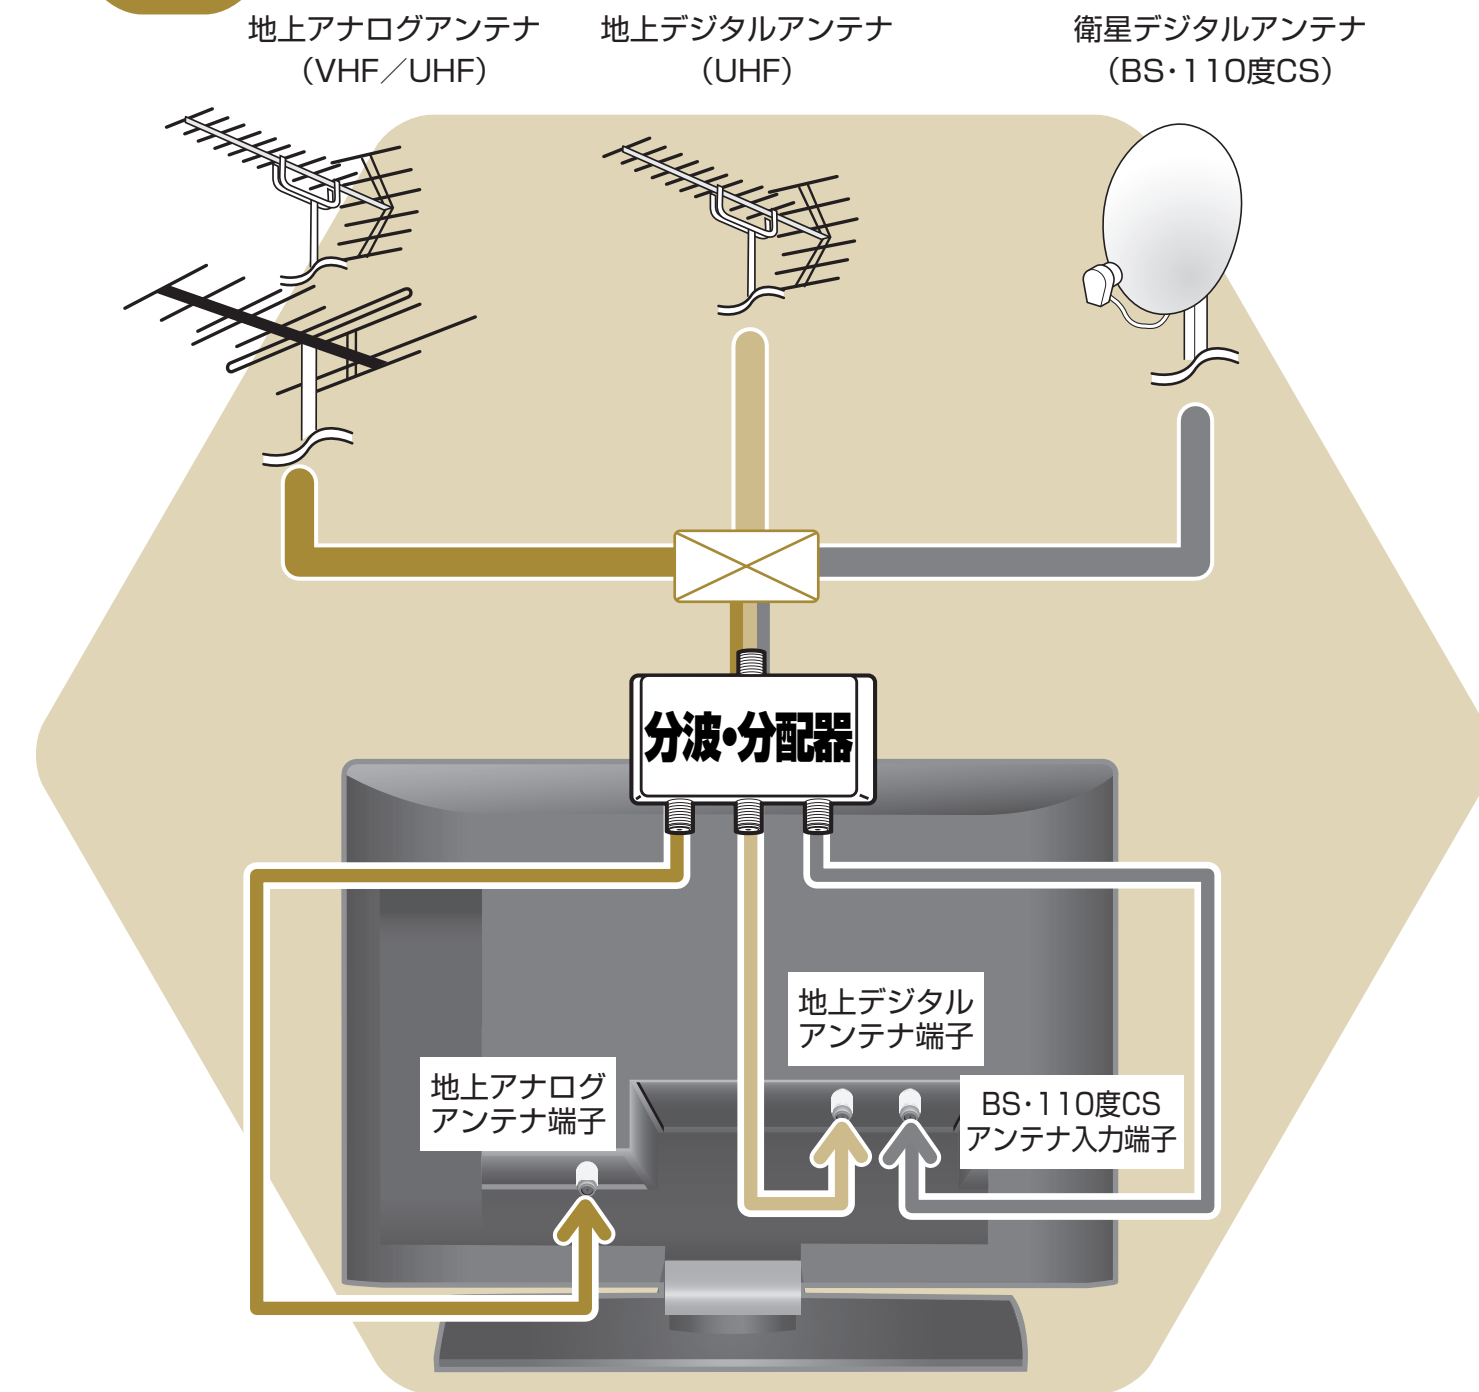 地上アナログアンテナ
（VHF／UHF）
地上デジタルアンテナ
（UHF）
衛星デジタルアンテナ
（BS・110度CS）
分波・分配器
地上デジタル
アンテナ端子
地上アナログ
アンテナ端子
BS・110度CS
アンテナ入力端子